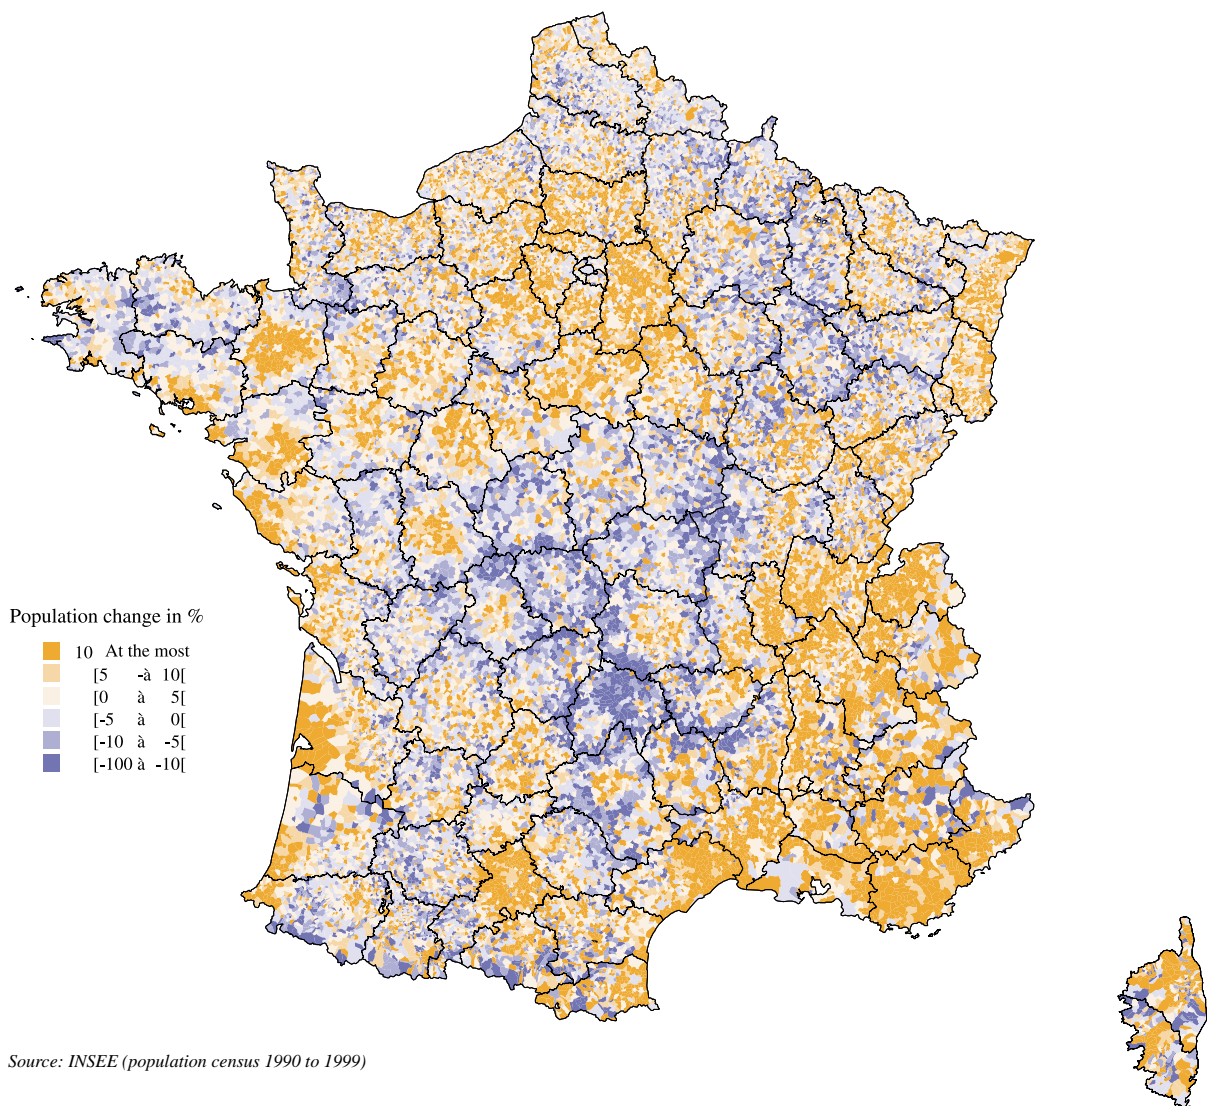 Population change in %
10 At the most
[5 -à 10[
[0 à 5[
[-5 à 0[
[-10 à -5[
[-100 à -10[
Source: INSEE (population census 1990 to 1999)